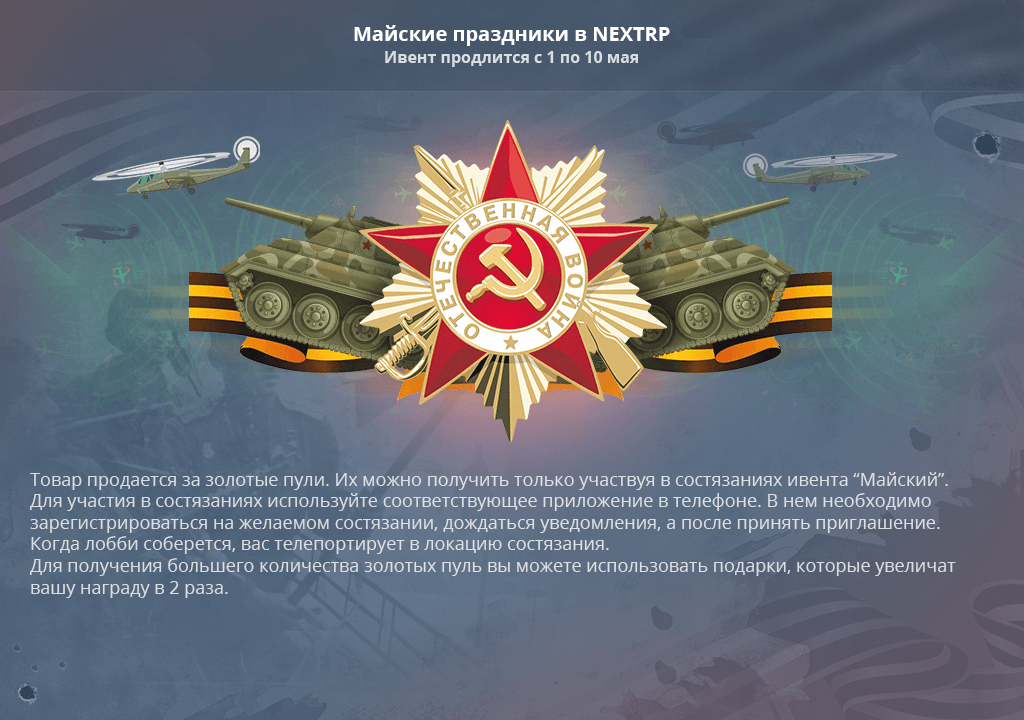 Майские праздники в NEXTRP
Ивент продлится с 1 по 10 мая
ОТЕЧЕСТВЕННАЯ ВОЙНА
Товар продается за золотые пули. Их можно получить только участвуя в состязаниях ивента “Майский”.
Для участия в состязаниях используйте соответствующее приложение в телефоне. В нем необходимо
зарегистрироваться на желаемом состязании, дождаться уведомления, а после принять приглашение.
Когда лобби соберется, вас телепортирует в локацию состязания.
Для получения большего количества золотых пуль вы можете использовать подарки, которые увеличат
вашу награду в 2 раза.